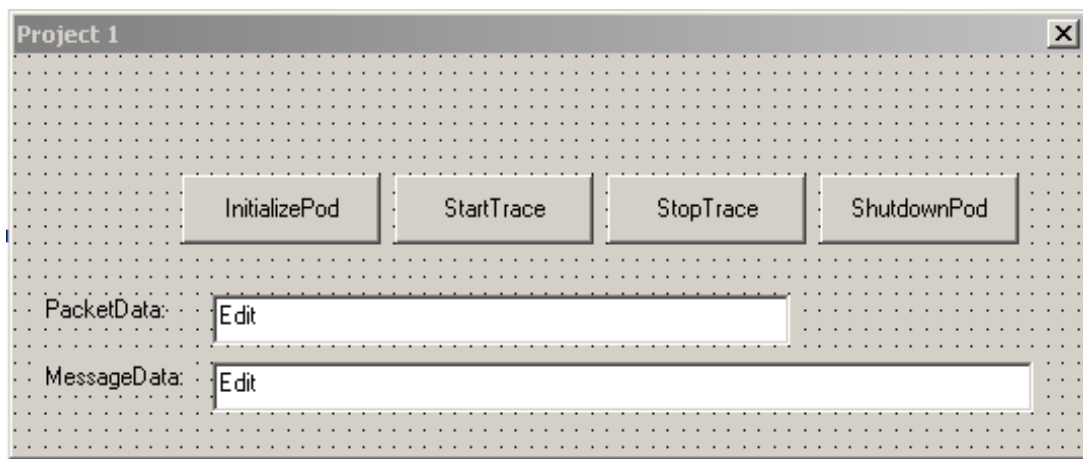 Project 1
InitializePod StartTrace StopTrace ShutdownPod
PacketData: Edit
MessageData: Edit